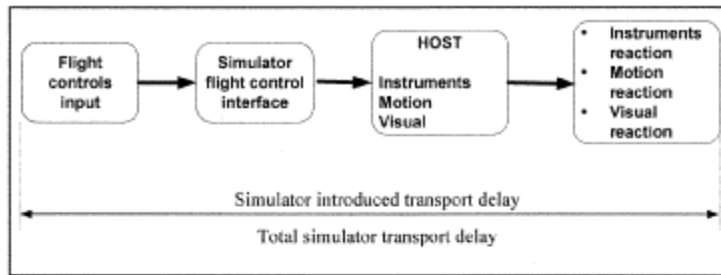 Flight
controls
input
Simulator
flight control
interface
HOST
Instruments
Motion
Visual
• Instruments
reaction
• Motion
reaction
• Visual
reaction
Simulator introduced transport delay
Total simulator transport delay